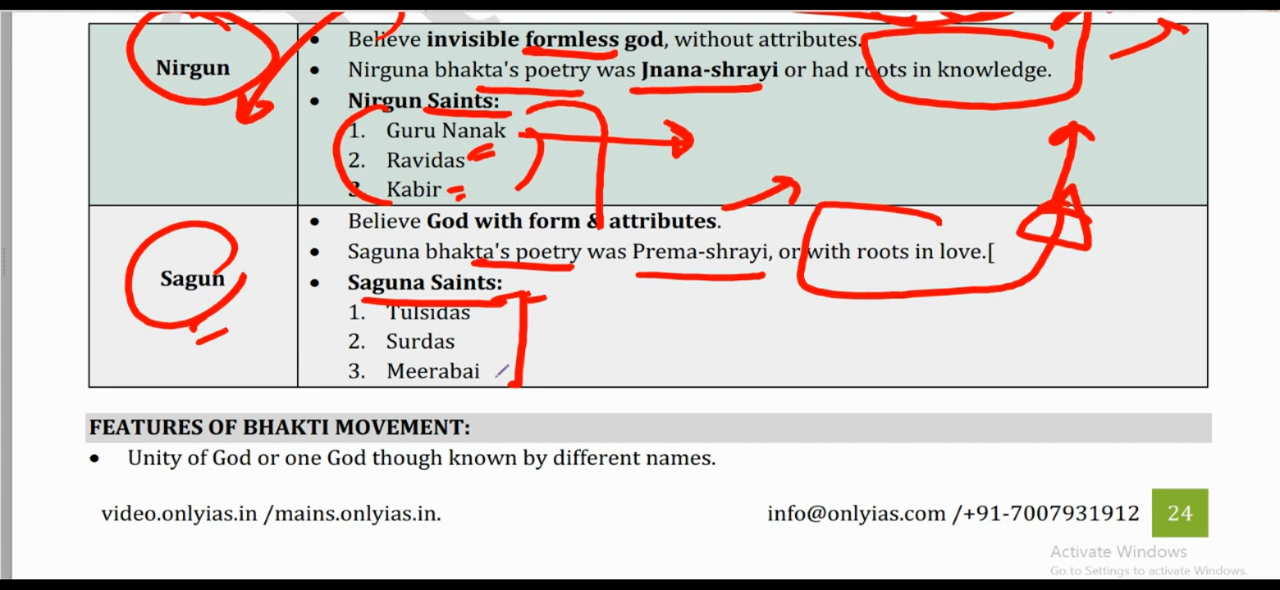 Nirgun
• Believe invisible formless god, without attributes.
• Nirguna bhakta's poetry was Jnana-shrayi or had roots in knowledge.
• Nirgun Saints:
1. Guru Nanak
2. Ravidas
3. Kabir
Sagun
• Believe God with form & attributes.
• Saguna bhakta's poetry was Prema-shrayi, or with roots in love.[
• Saguna Saints:
1. Tulsidas
2. Surdas
3. Meerabai
FEATURES OF BHAKTI MOVEMENT:
• Unity of God or one God though known by different names.
video.onlyias.in /mains.onlyias.in.
info@onlyias.com /+91-7007931912
24
Activate Windows
Go to Settings to activate Windows.